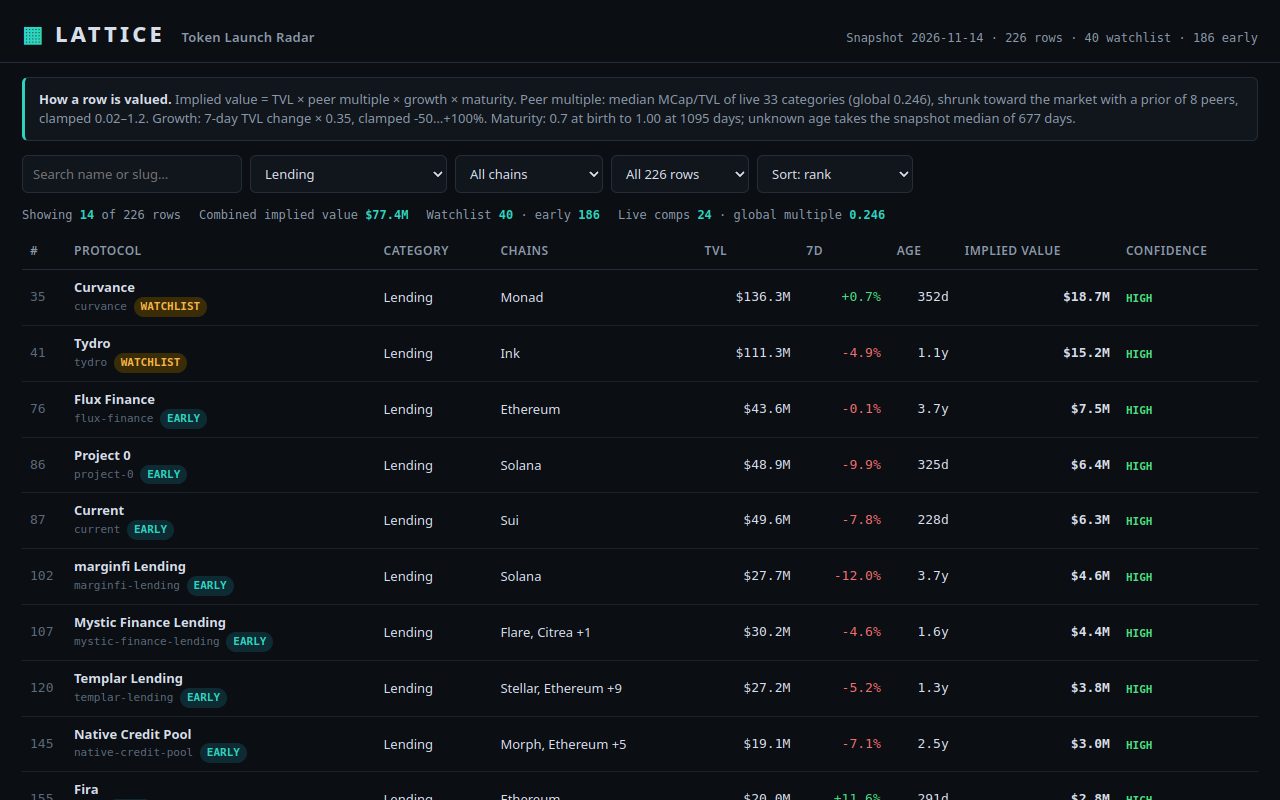 LATTICE Token Launch Radar
Snapshot 2026-11-14 · 226 rows · 40 watchlist · 186 early
How a row is valued. Implied value = TVL × peer multiple × growth × maturity. Peer multiple: median MCap/TVL of live 33 categories (global 0.246), shrunk toward the market with a prior of 8 peers,
clamped 0.02–1.2. Growth: 7-day TVL change × 0.35, clamped -50…+100%. Maturity: 0.7 at birth to 1.00 at 1095 days; unknown age takes the snapshot median of 677 days.
Search name or slug... Lending All chains All 226 rows Sort: rank
Showing 14 of 226 rows Combined implied value $77.4M Watchlist 40 · early 186 Live comps 24 · global multiple 0.246
# PROTOCOL CATEGORY CHAINS TVL 7D AGE IMPLIED VALUE CONFIDENCE
35 Curvance Lending Monad $136.3M +0.7% 352d $18.7M HIGH
curvance WATCHLIST
41 Tydro Lending Ink $111.3M -4.9% 1.1y $15.2M HIGH
tydro WATCHLIST
76 Flux Finance Lending Ethereum $43.6M -0.1% 3.7y $7.5M HIGH
flux-finance EARLY
86 Project 0 Lending Solana $48.9M -9.9% 325d $6.4M HIGH
project-0 EARLY
87 Current Lending Sui $49.6M -7.8% 228d $6.3M HIGH
current EARLY
102 marginfi Lending Lending Solana $27.7M -12.0% 3.7y $4.6M HIGH
marginfi-lending EARLY
107 Mystic Finance Lending Lending Flare, Citrea +1 $30.2M -4.6% 1.6y $4.4M HIGH
mystic-finance-lending EARLY
120 Templar Lending Lending Stellar, Ethereum +9 $27.2M -5.2% 1.3y $3.8M HIGH
templar-lending EARLY
145 Native Credit Pool Lending Morph, Ethereum +5 $19.1M -7.1% 2.5y $3.0M HIGH
native-credit-pool EARLY
155 Fira Lending Ethereum $20.0M +11.6% 291d $2.8M HIGH